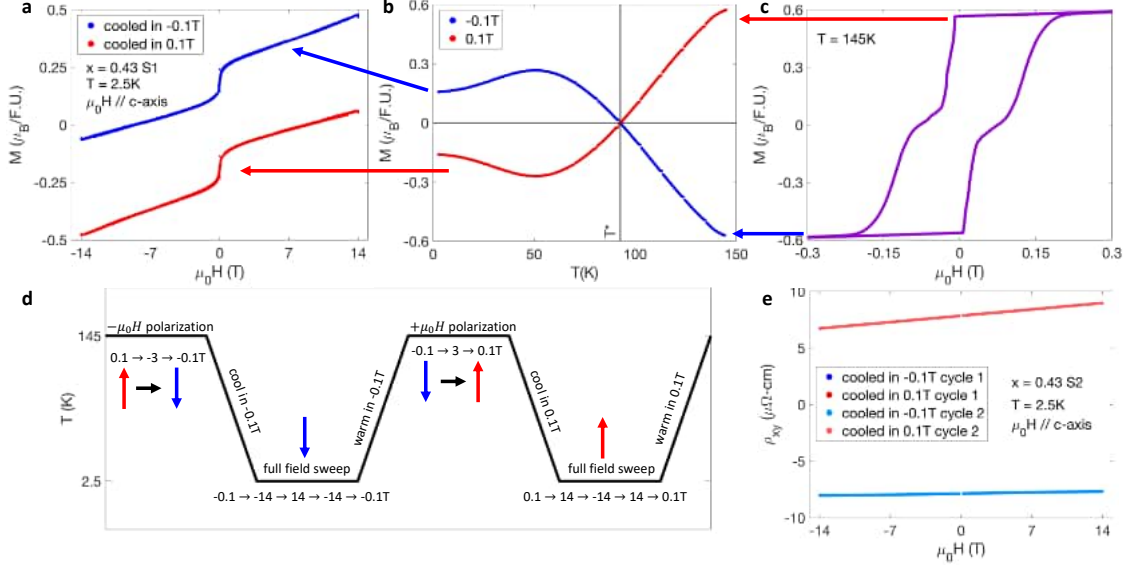 a
cooled in -0.1T
cooled in 0.1T
x = 0.43 S1
T = 2.5K
μ₀H // c-axis
0.5
0.25
0
-0.25
-0.5
M (μ_B/F.U.)
-14
-7
0
7
14
μ₀H (T)
b
-0.1T
0.1T
0.6
0.3
0
-0.3
-0.6
M (μ_B/F.U.)
T*
0
50
100
150
T(K)
c
T = 145K
0.6
0.3
0
-0.3
-0.6
M (μ_B/F.U.)
-0.3
-0.15
0
0.15
0.3
μ₀H (T)
d
T (K)
145
2.5
−μ₀H polarization
0.1 → -3 → -0.1T
cool in -0.1T
full field sweep
-0.1 → -14 → 14 → -14 → -0.1T
warm in -0.1T
+μ₀H polarization
-0.1 → 3 → 0.1T
cool in 0.1T
full field sweep
0.1 → 14 → -14 → 14 → 0.1T
warm in 0.1T
e
10
5
0
-5
-10
ρ_xy (μΩ-cm)
cooled in -0.1T cycle 1
cooled in 0.1T cycle 1
cooled in -0.1T cycle 2
cooled in 0.1T cycle 2
x = 0.43 S2
T = 2.5K
μ₀H // c-axis
-14
-7
0
7
14
μ₀H (T)